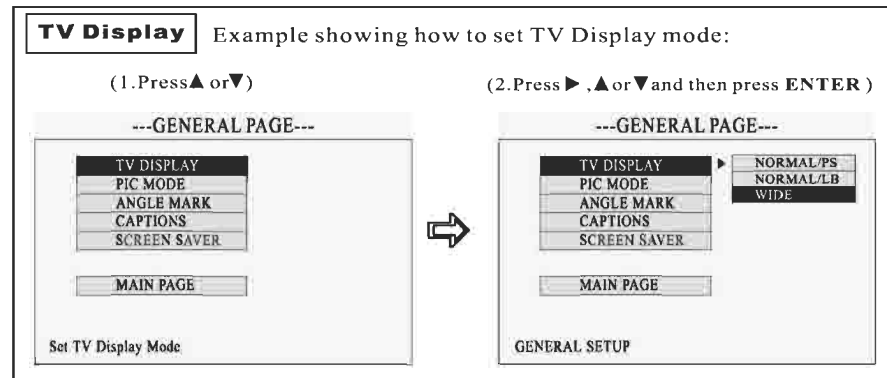 TV Display Example showing how to set TV Display mode:
(1.Press▲ or▼)
---GENERAL PAGE---
TV DISPLAY
PIC MODE
ANGLE MARK
CAPTIONS
SCREEN SAVER
MAIN PAGE
Set TV Display Mode
(2.Press ▶ ,▲or▼and then press ENTER )
---GENERAL PAGE---
TV DISPLAY ▶ NORMAL/PS
PIC MODE NORMAL/LB
ANGLE MARK WIDE
CAPTIONS
SCREEN SAVER
MAIN PAGE
GENERAL SETUP